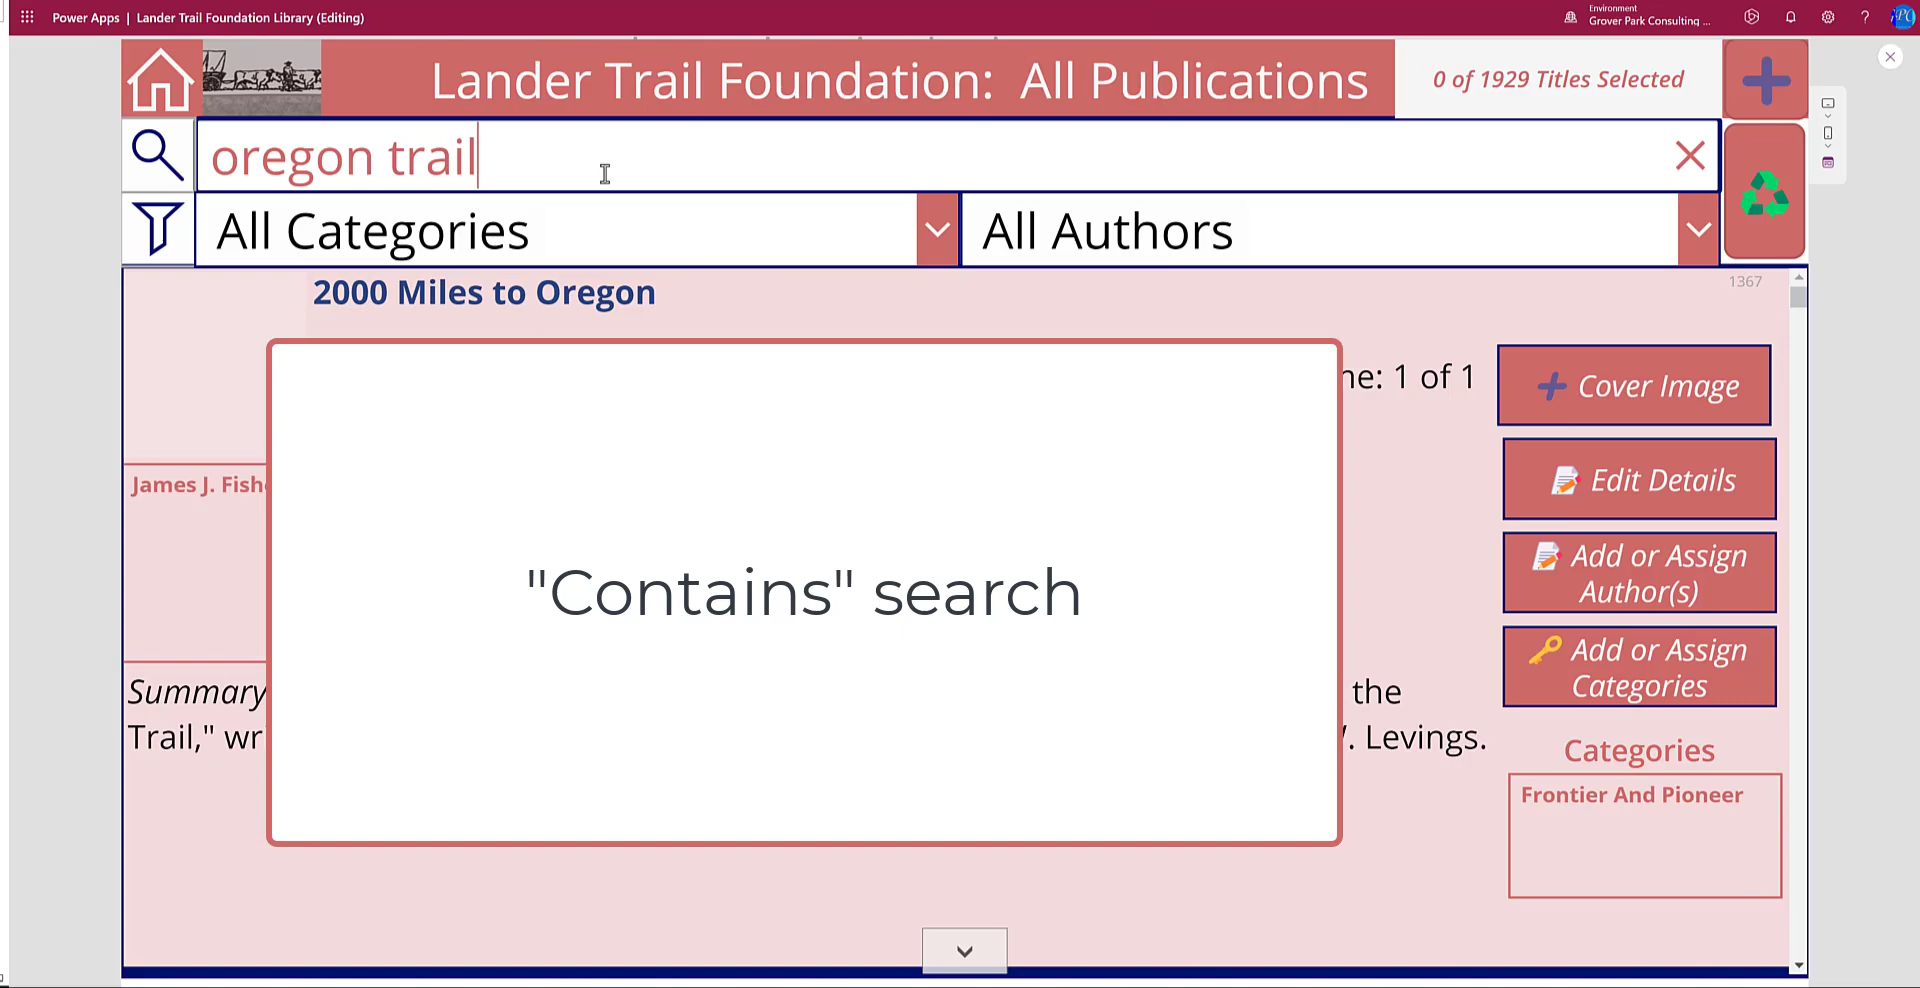 Power Apps | Lander Trail Foundation Library (Editing)
Environment
Grover Park Consulting ...
Lander Trail Foundation: All Publications
0 of 1929 Titles Selected
oregon trail
All Categories
All Authors
2000 Miles to Oregon
1367
1 of 1
Cover Image
Edit Details
James J.
"Contains" search
Add or Assign
Author(s)
Add or Assign
Categories
Summary
the
Trail," wr
. Levings.
Categories
Frontier And Pioneer